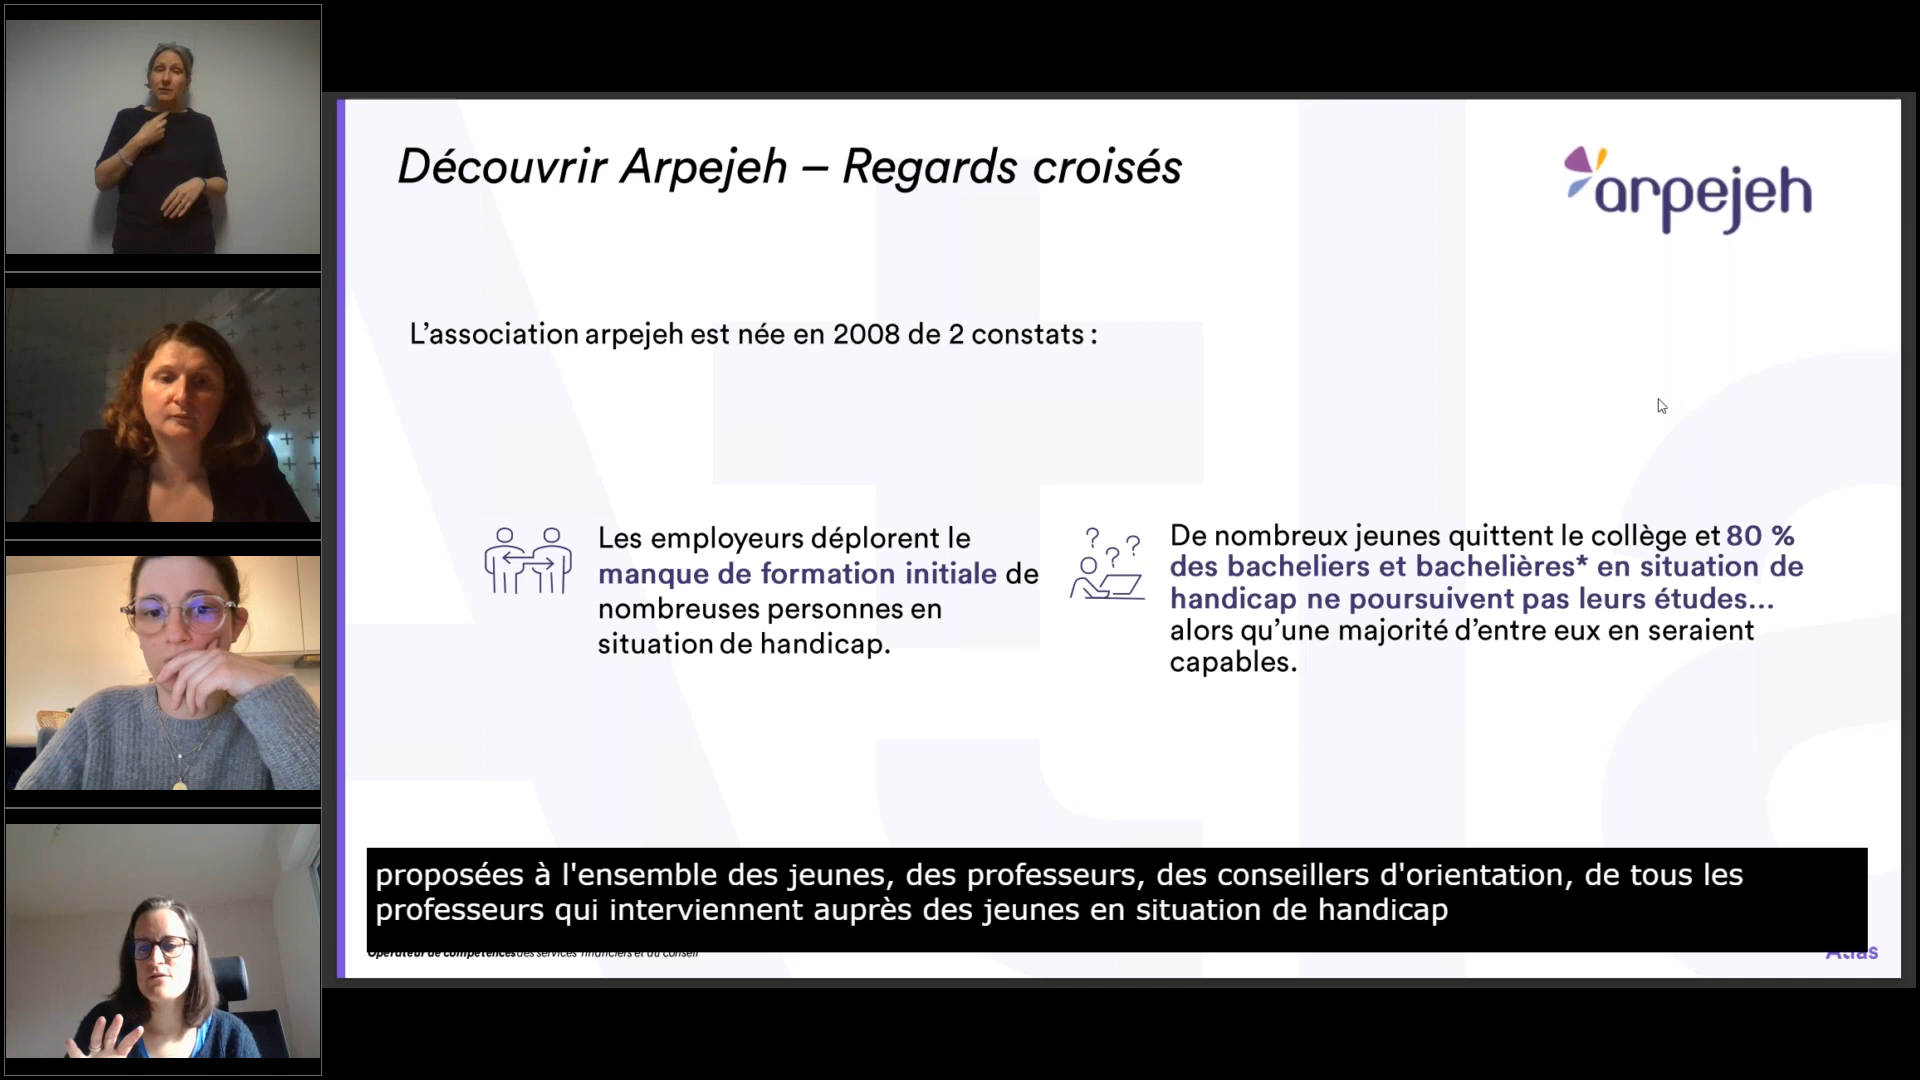 Découvrir Arpejeh – Regards croisés
arpejeh
L’association arpejeh est née en 2008 de 2 constats :
Les employeurs déplorent le
manque de formation initiale de
nombreuses personnes en
situation de handicap.
De nombreux jeunes quittent le collège et 80 %
des bacheliers et bachelières* en situation de
handicap ne poursuivent pas leurs études...
alors qu’une majorité d’entre eux en seraient
capables.
proposées à l'ensemble des jeunes, des professeurs, des conseillers d'orientation, de tous les
professeurs qui interviennent auprès des jeunes en situation de handicap
Opérateur de compétences des services financiers et du conseil
Atlas